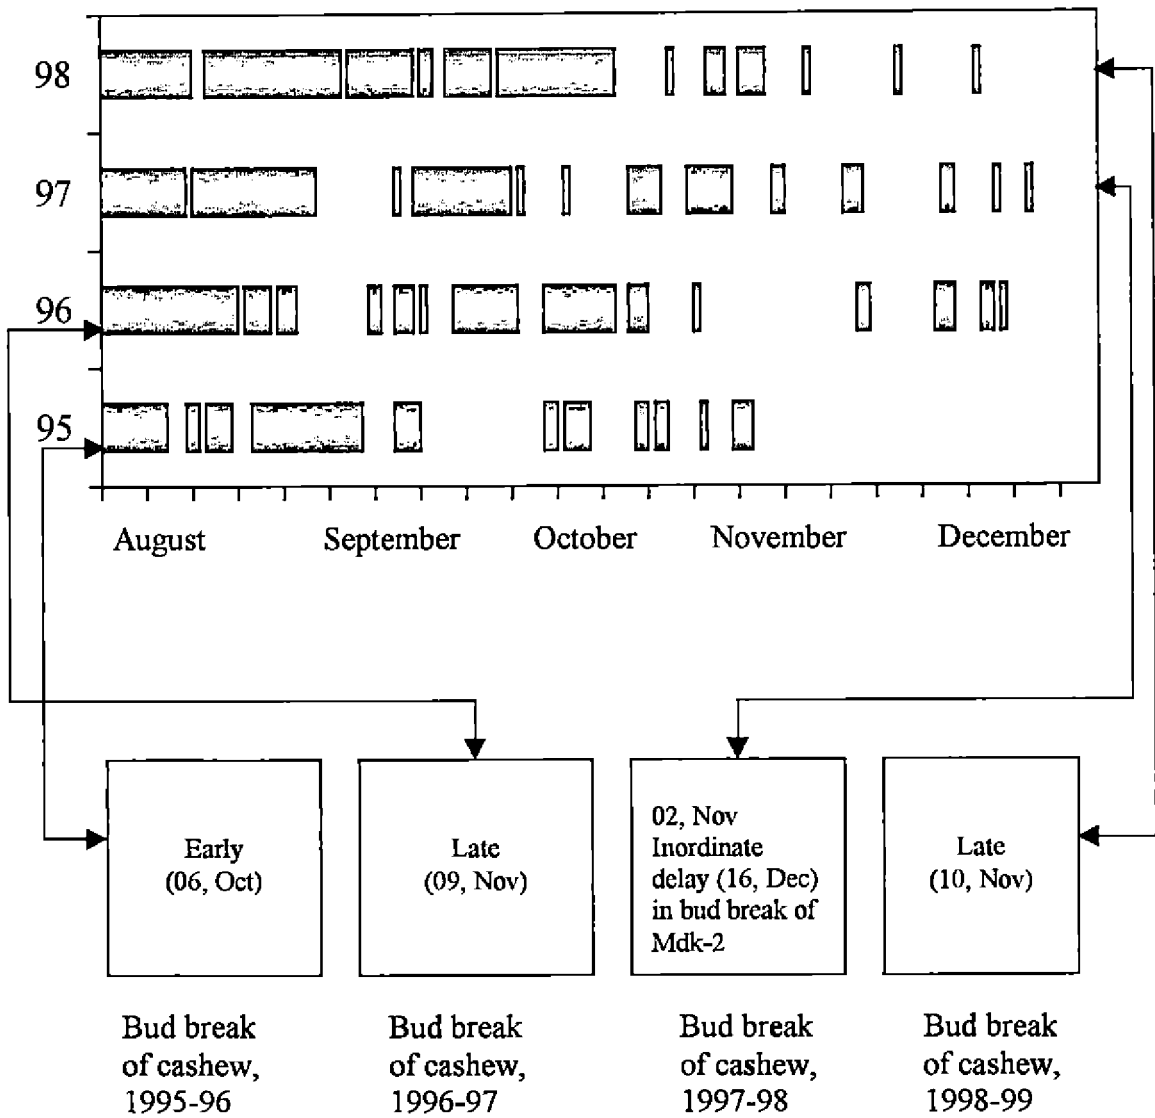 98
97
96
95
August September October November December
Early
(06, Oct)
Late
(09, Nov)
02, Nov
Inordinate
delay (16, Dec)
in bud break of
Mdk-2
Late
(10, Nov)
Bud break
of cashew,
1995-96
Bud break
of cashew,
1996-97
Bud break
of cashew,
1997-98
Bud break
of cashew,
1998-99